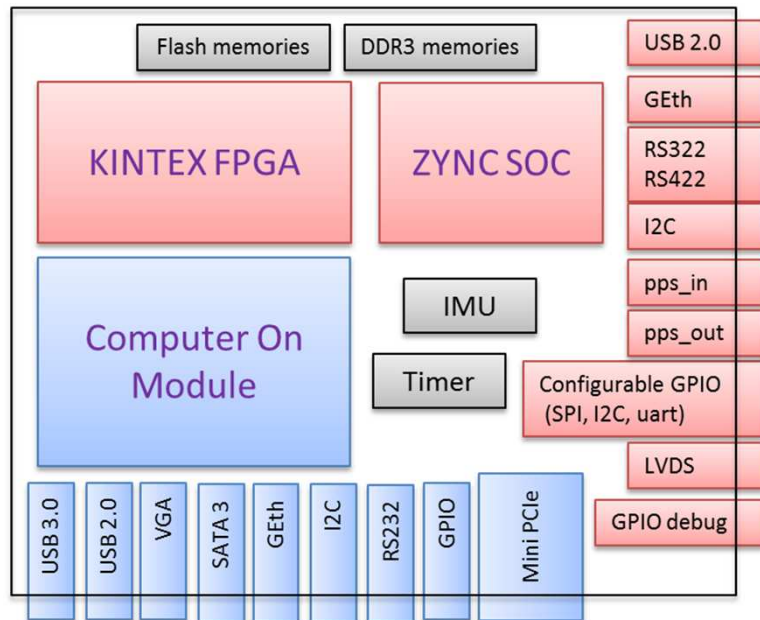 Flash memories
DDR3 memories
USB 2.0
KINTEX FPGA
ZYNC SOC
GEth
RS322
RS422
I2C
Computer On
Module
IMU
pps_in
pps_out
Timer
Configurable GPIO
(SPI, I2C, uart)
LVDS
GPIO debug
USB 3.0
USB 2.0
VGA
SATA 3
GEth
I2C
RS232
GPIO
Mini PCIe